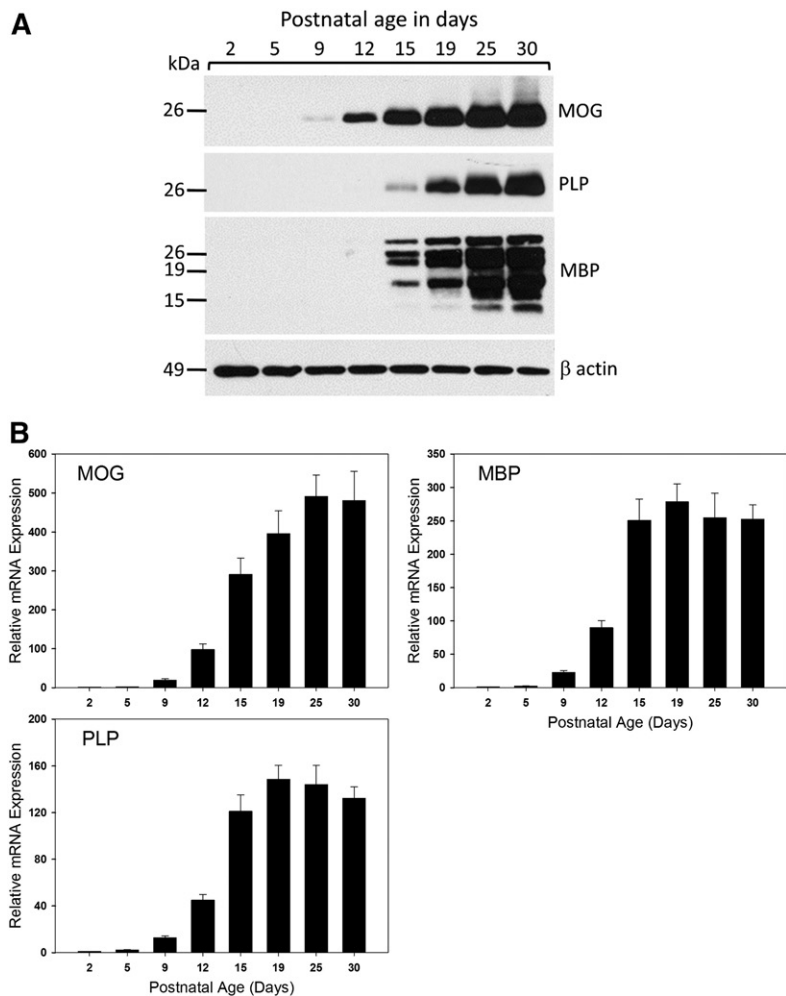 A
Postnatal age in days
2 5 9 12 15 19 25 30
kDa
26
MOG
26
PLP
26
19
15
MBP
49
β actin
B
MOG
Relative mRNA Expression
600
500
400
300
200
100
0
2 5 9 12 15 19 25 30
MBP
Relative mRNA Expression
350
300
250
200
150
100
50
0
2 5 9 12 15 19 25 30
Postnatal Age (Days)
PLP
Relative mRNA Expression
200
160
120
80
40
0
2 5 9 12 15 19 25 30
Postnatal Age (Days)